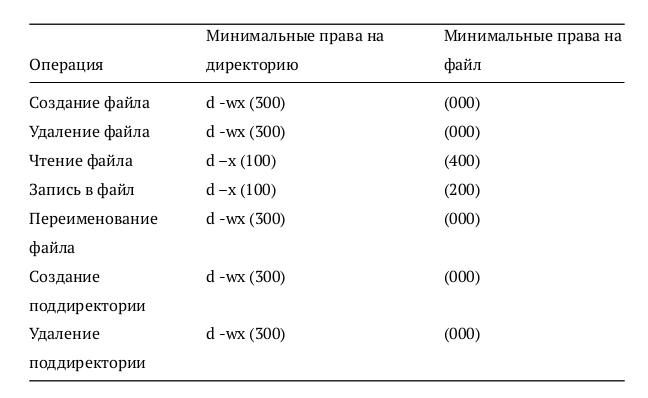 Минимальные права на Минимальные права на
Операция директорию файл
Создание файла d -wx (300) (000)
Удаление файла d -wx (300) (000)
Чтение файла d –x (100) (400)
Запись в файл d –x (100) (200)
Переименование d -wx (300) (000)
файла
Создание d -wx (300) (000)
поддиректории
Удаление d -wx (300) (000)
поддиректории